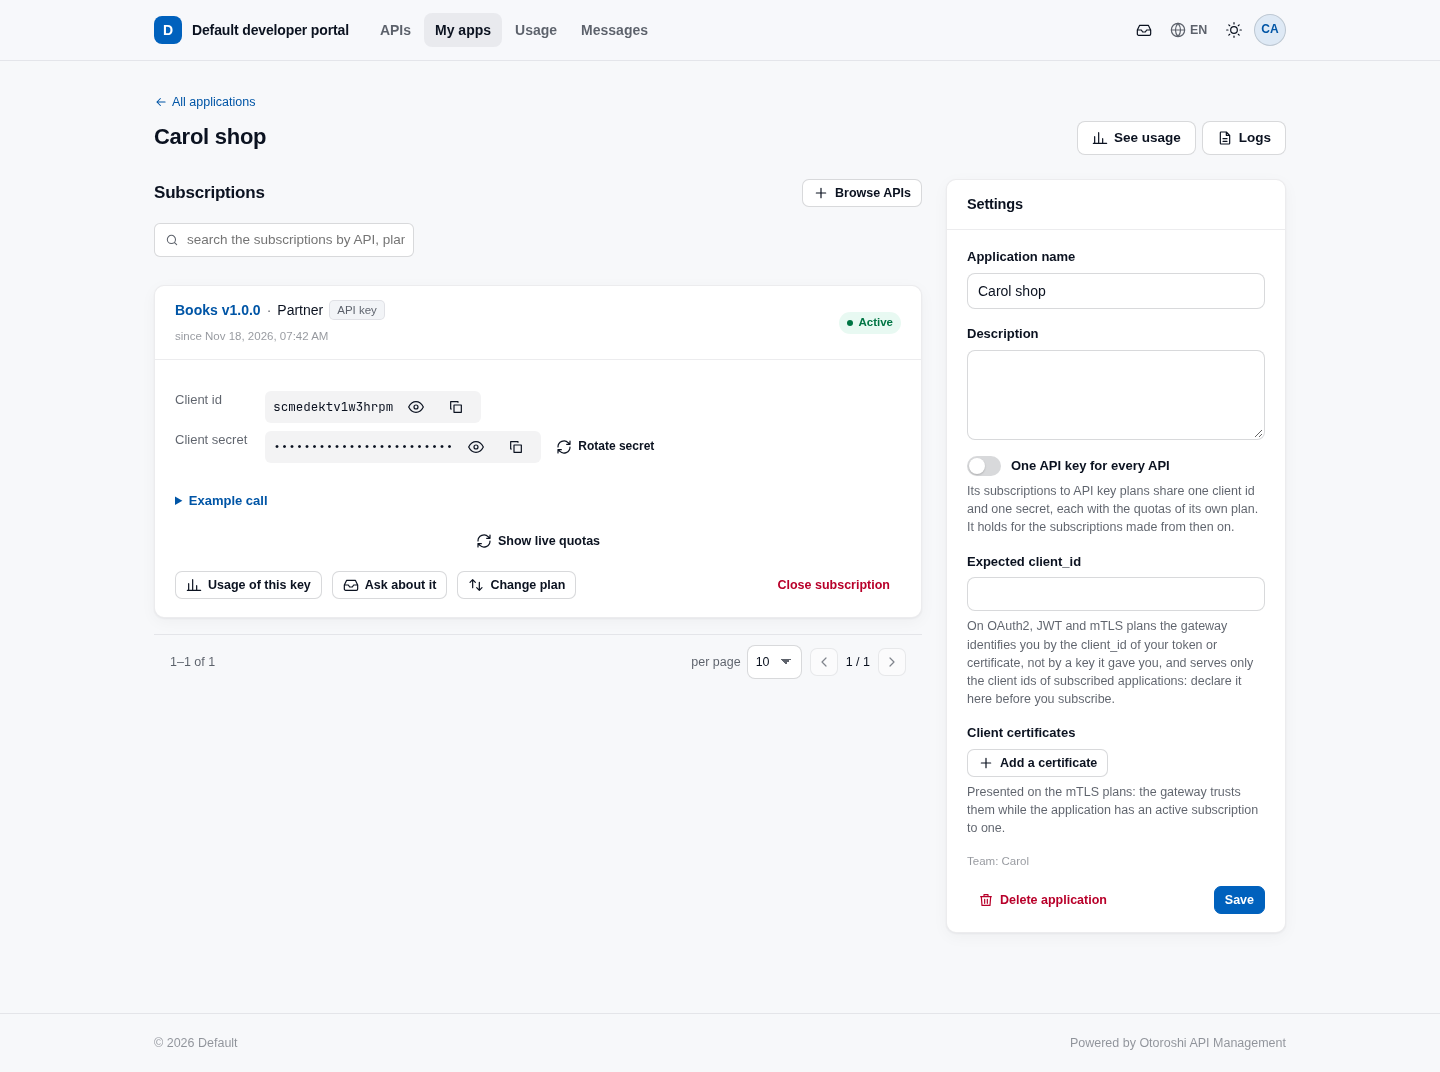 D Default developer portal APIs My apps Usage Messages EN CA
All applications
Carol shop
See usage Logs
Subscriptions
Browse APIs
search the subscriptions by API, plan
Books v1.0.0 · Partner API key
since Nov 18, 2026, 07:42 AM
Active
Client id scmedektv1w3hrpm
Client secret •••••••••••••••••••••••• Rotate secret
Example call
Show live quotas
Usage of this key Ask about it Change plan Close subscription
1–1 of 1 per page 10 1 / 1
Settings
Application name
Carol shop
Description
One API key for every API
Its subscriptions to API key plans share one client id
and one secret, each with the quotas of its own plan.
It holds for the subscriptions made from then on.
Expected client_id
On OAuth2, JWT and mTLS plans the gateway
identifies you by the client_id of your token or
certificate, not by a key it gave you, and serves only
the client ids of subscribed applications: declare it
here before you subscribe.
Client certificates
Add a certificate
Presented on the mTLS plans: the gateway trusts
them while the application has an active subscription
to one.
Team: Carol
Delete application Save
© 2026 Default Powered by Otoroshi API Management